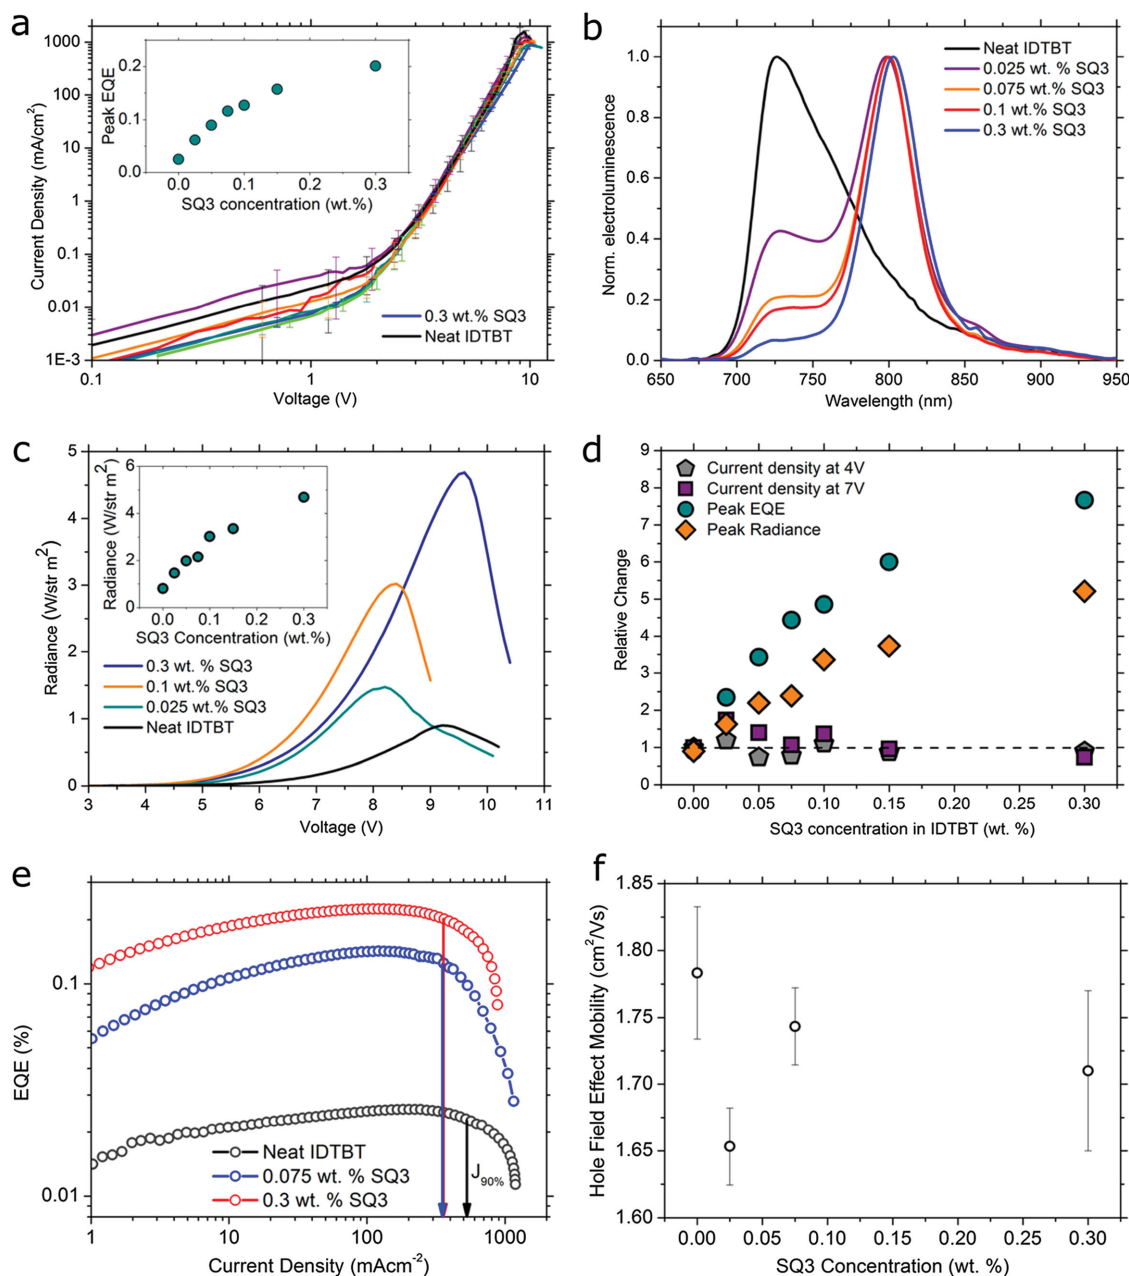 a
1000
100
10
1
0.1
0.01
1E-3
Current Density (mA/cm²)
0.1
1
10
Voltage (V)
0.2
0.1
0.0
Peak EQE
0.0 0.1 0.2 0.3
SQ3 concentration (wt.%)
0.3 wt.% SQ3
Neat IDTBT
b
1.0
0.8
0.6
0.4
0.2
0.0
Norm. electroluminescence
650 700 750 800 850 900 950
Wavelength (nm)
Neat IDTBT
0.025 wt. % SQ3
0.075 wt.% SQ3
0.1 wt.% SQ3
0.3 wt.% SQ3
c
5
4
3
2
1
0
Radiance (W/str m²)
3 4 5 6 7 8 9 10 11
Voltage (V)
6
4
2
0
Radiance (W/str m²)
0.0 0.1 0.2 0.3
SQ3 Concentration (wt.%)
0.3 wt. % SQ3
0.1 wt.% SQ3
0.025 wt.% SQ3
Neat IDTBT
d
9
8
7
6
5
4
3
2
1
0
Relative Change
0.00 0.05 0.10 0.15 0.20 0.25 0.30
SQ3 concentration in IDTBT (wt. %)
Current density at 4V
Current density at 7V
Peak EQE
Peak Radiance
e
0.1
0.01
EQE (%)
1 10 100 1000
Current Density (mAcm⁻²)
Neat IDTBT
0.075 wt. % SQ3
0.3 wt. % SQ3
J90%
f
1.85
1.80
1.75
1.70
1.65
1.60
Hole Field Effect Mobility (cm²/Vs)
0.00 0.05 0.10 0.15 0.20 0.25 0.30
SQ3 Concentration (wt. %)